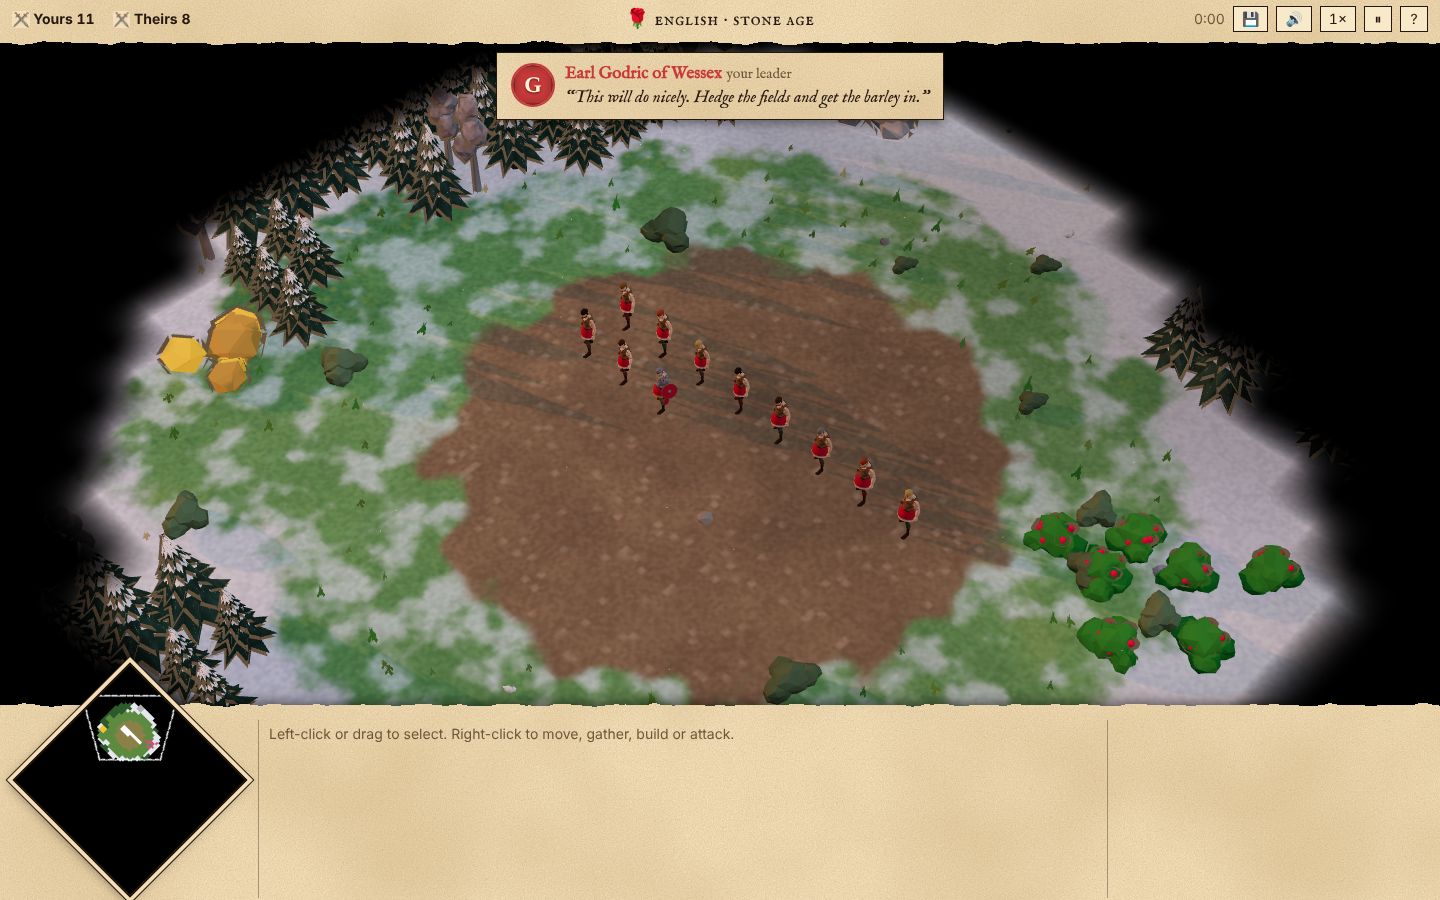 Yours 11
Theirs 8
ENGLISH · STONE AGE
0:00
1×
?
G
Earl Godric of Wessex your leader
“This will do nicely. Hedge the fields and get the barley in.”
Left-click or drag to select. Right-click to move, gather, build or attack.